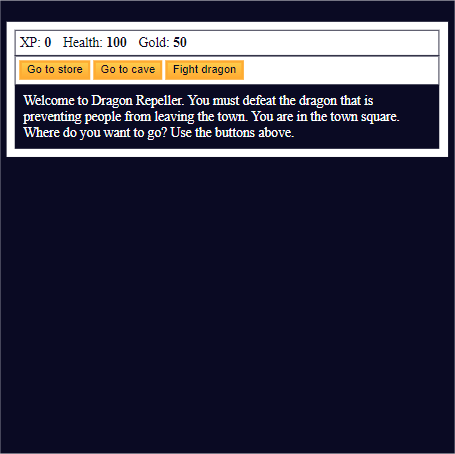 XP: 0 Health: 100 Gold: 50
Go to store Go to cave Fight dragon
Welcome to Dragon Repeller. You must defeat the dragon that is
preventing people from leaving the town. You are in the town square.
Where do you want to go? Use the buttons above.